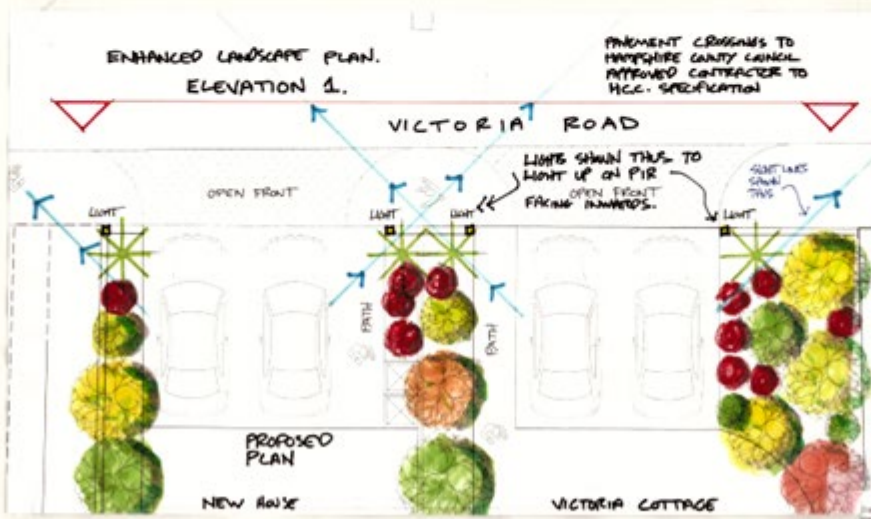 ENHANCED LANDSCAPE PLAN.
ELEVATION 1.
PAVEMENT CROSSINGS TO
HAMPSHIRE COUNTY COUNCIL
APPROVED CONTRACTER TO
H.C.C. SPECIFICATION
VICTORIA ROAD
LIGHTS SHOWN THUS TO
LIGHT UP ON PIR
FACING INWARDS.
OPEN FRONT
OPEN FRONT
SIGHT LINES
SHOWN
THUS
LIGHT
LIGHT
LIGHT
LIGHT
PATH
PATH
PROPOSED
PLAN
NEW HOUSE
VICTORIA COTTAGE